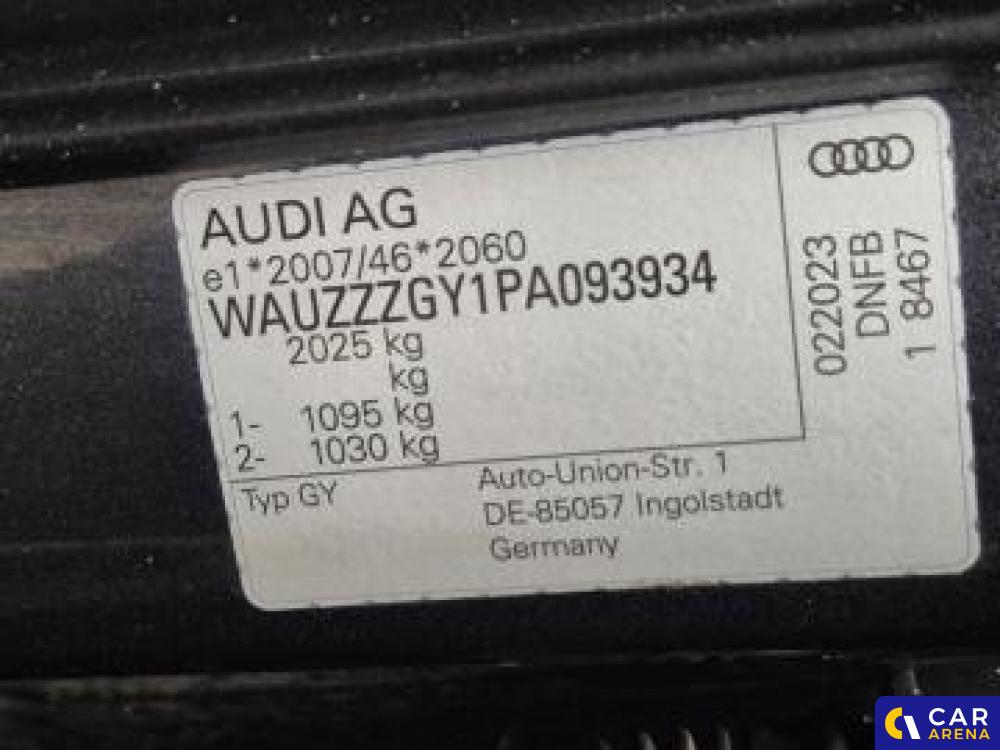 AUDI AG
e1*2007/46*2060
WAUZZZGY1PA093934
2025 kg
kg
1- 1095 kg
2- 1030 kg
Typ GY
Auto-Union-Str. 1
DE-85057 Ingolstadt
Germany
022023
DNFB
1 8467
CAR
ARENA